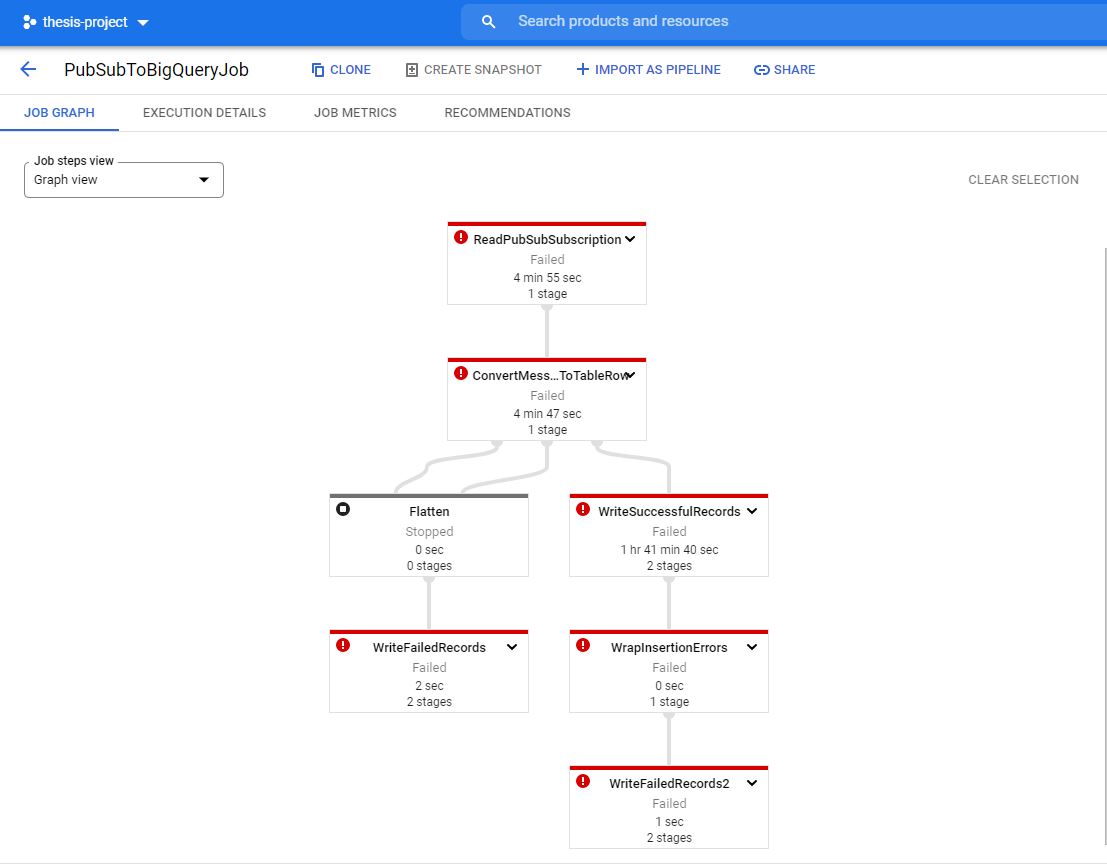 thesis-project
Search products and resources
PubSubToBigQueryJob
CLONE
CREATE SNAPSHOT
IMPORT AS PIPELINE
SHARE
JOB GRAPH
EXECUTION DETAILS
JOB METRICS
RECOMMENDATIONS
Job steps view
Graph view
CLEAR SELECTION
ReadPubSubSubscription
Failed
4 min 55 sec
1 stage
ConvertMess...ToTableRow
Failed
4 min 47 sec
1 stage
Flatten
Stopped
0 sec
0 stages
WriteSuccessfulRecords
Failed
1 hr 41 min 40 sec
2 stages
WriteFailedRecords
Failed
2 sec
2 stages
WrapInsertionErrors
Failed
0 sec
1 stage
WriteFailedRecords2
Failed
1 sec
2 stages